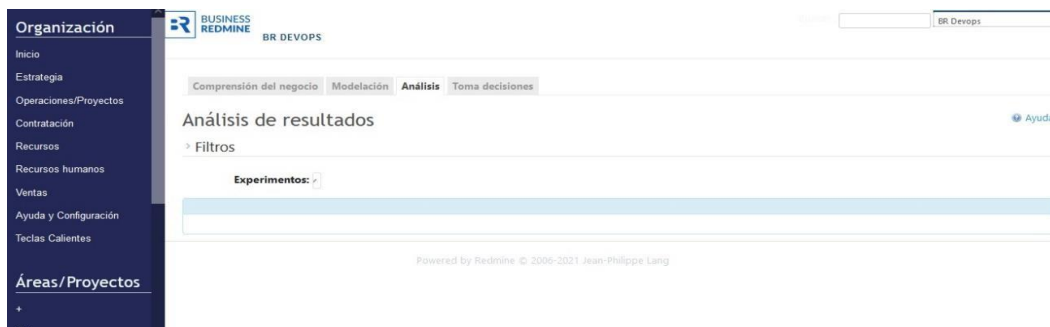 Organización
Inicio
Estrategia
Operaciones/Proyectos
Contratación
Recursos
Recursos humanos
Ventas
Ayuda y Configuración
Teclas Calientes
Áreas/Proyectos
+
BUSINESS
REDMINE
BR DEVOPS
BR Devops
Comprensión del negocio Modelación Análisis Toma decisiones
Análisis de resultados
Ayuda
> Filtros
Experimentos:
Powered by Redmine © 2006-2021 Jean-Philippe Lang